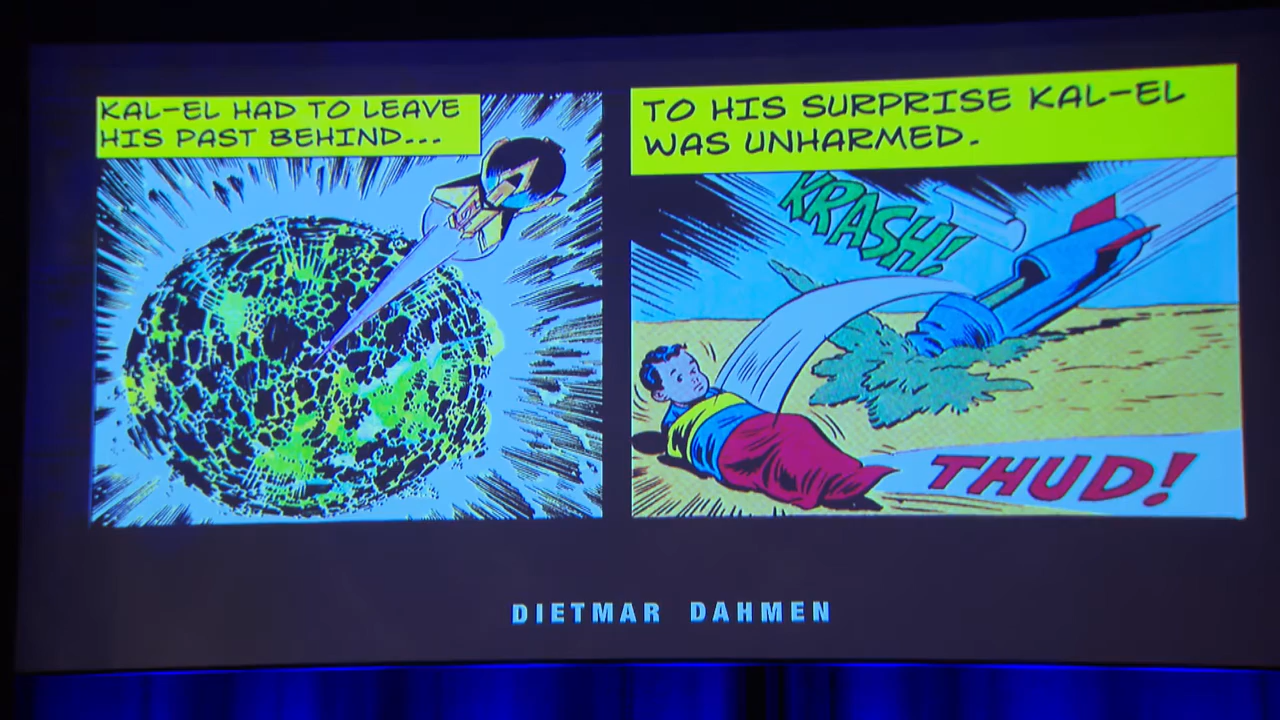 KAL-EL HAD TO LEAVE
HIS PAST BEHIND...
TO HIS SURPRISE KAL-EL
WAS UNHARMED.
KRASH!
THUD!
DIETMAR DAHMEN